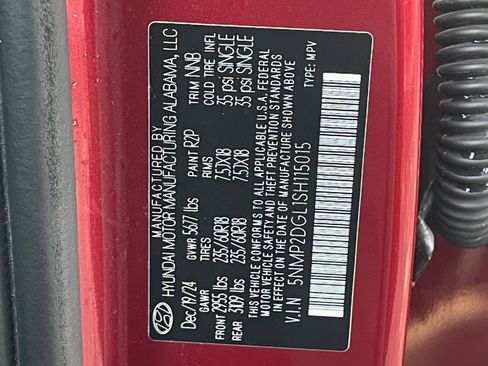 MANUFACTURED BY
HYUNDAI MOTOR MANUFACTURING ALABAMA, LLC
Dec/19/24 GVWR 5677 lbs PAINT R2P TRIM NNB
GAWR TIRES RIMS COLD TIRE INFL
FRONT 2955 lbs 235/60R18 7.5JX18 35 psi SINGLE
REAR 3109 lbs 235/60R18 7.5JX18 35 psi SINGLE
THIS VEHICLE CONFORMS TO ALL APPLICABLE U.S.A. FEDERAL
MOTOR VEHICLE SAFETY AND THEFT PREVENTION STANDARDS
IN EFFECT ON THE DATE OF MANUFACTURE SHOWN ABOVE.
V.I.N 5NMP2DGL1SH115015 TYPE: MPV